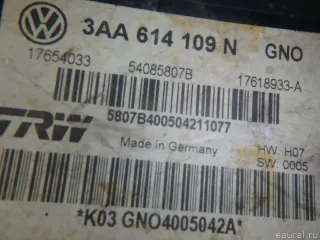 VW 3AA 614 109 N GNO
17654033 54085807B 17618933-A
TRW 5807B400504211077
Made in Germany HW: H07
SW: 0005
*K03 GNO4005042A*
© eaural.ru